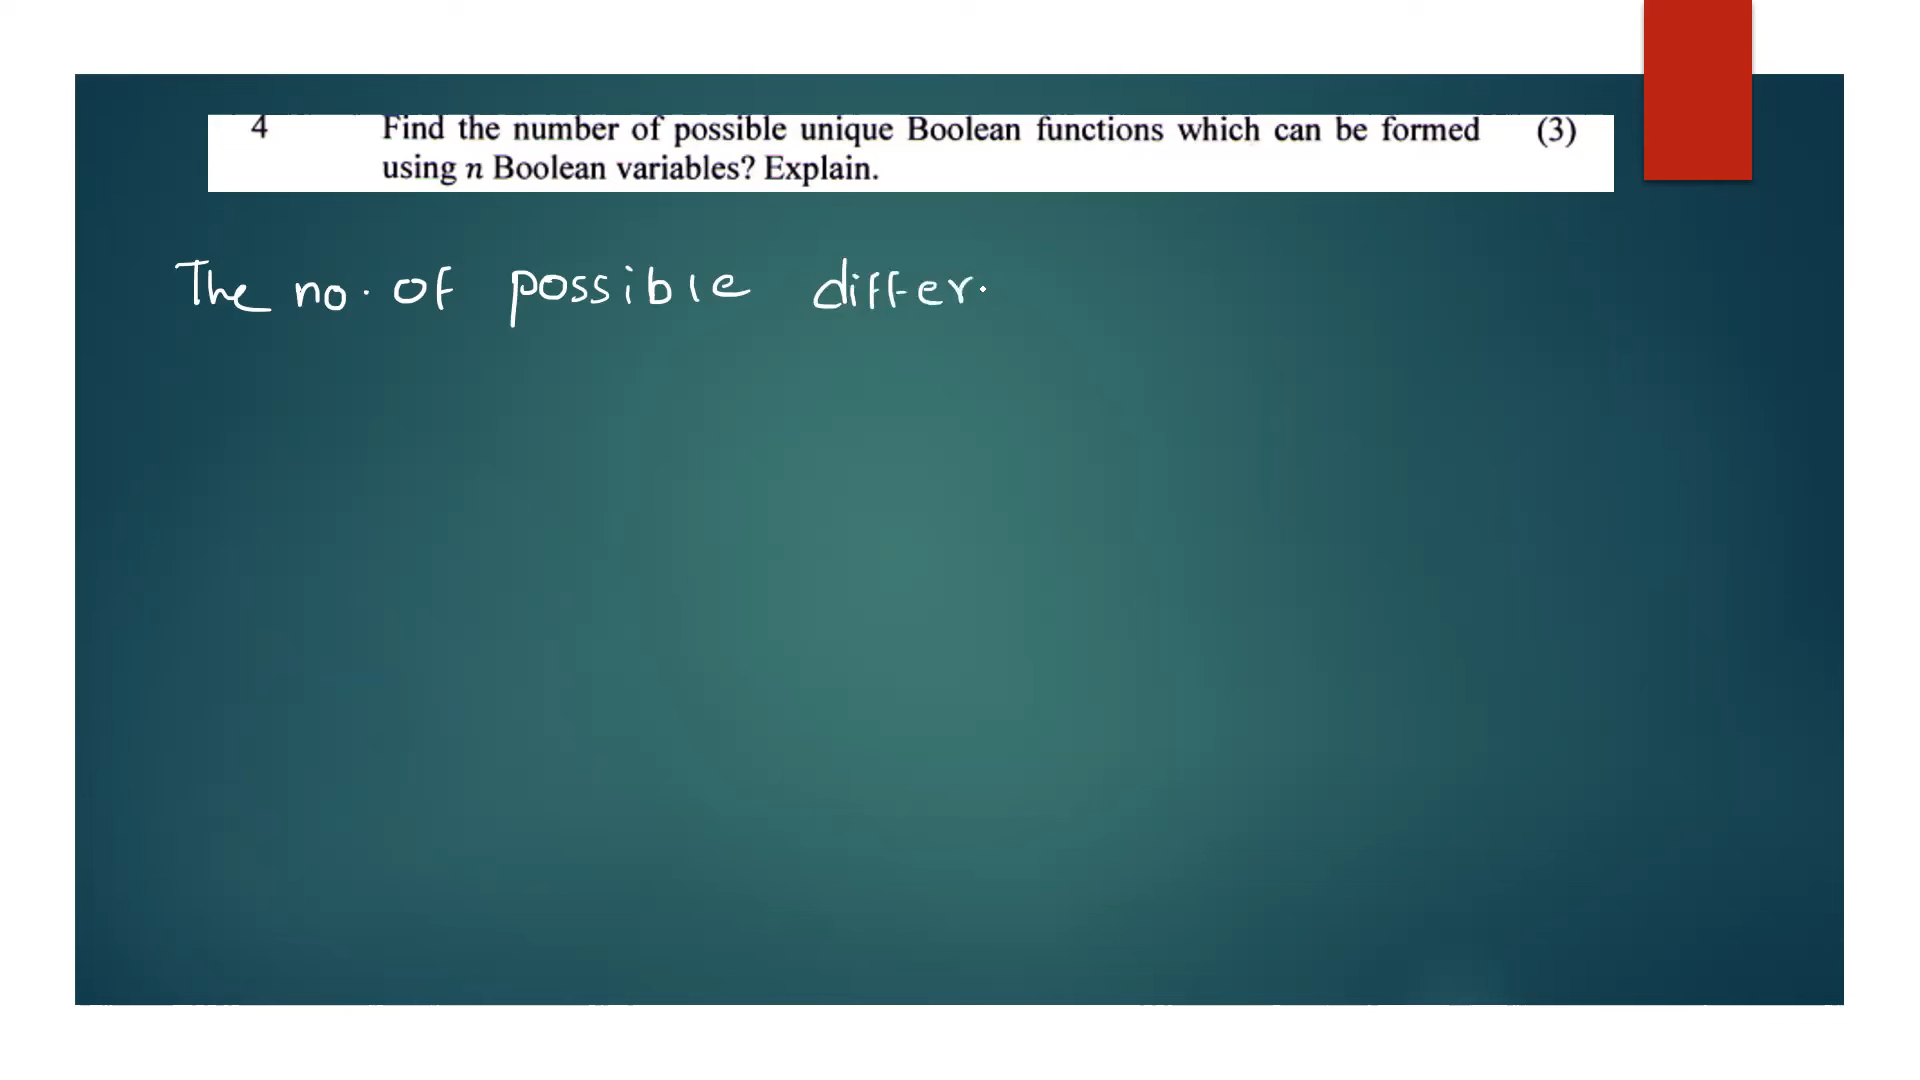 4 Find the number of possible unique Boolean functions which can be formed (3)
using n Boolean variables? Explain.
The no. of possible differ.